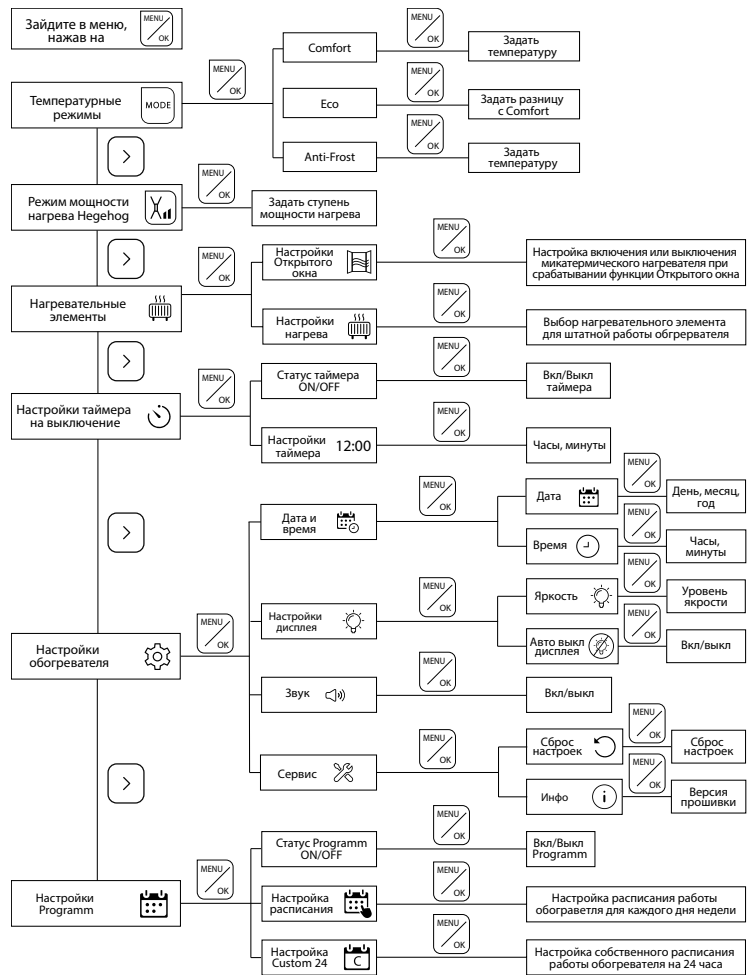 Зайдите в меню,
нажав на
MENU
OK
Температурные
режимы
MODE
MENU
OK
Comfort
MENU
OK
Задать
температуру
Eco
MENU
OK
Задать разницу
с Comfort
Anti-Frost
MENU
OK
Задать
температуру
>
Режим мощности
нагрева Hegehog
MENU
OK
Задать ступень
мощности нагрева
>
Нагревательные
элементы
MENU
OK
Настройки
Открытого
окна
MENU
OK
Настройка включения или выключения
микатермического нагревателя при
срабатывании функции Открытого окна
Настройки
нагрева
MENU
OK
Выбор нагревательного элемента
для штатной работы обгрервателя
>
Настройки таймера
на выключение
MENU
OK
Статус таймера
ON/OFF
MENU
OK
Вкл/Выкл
таймера
Настройки
таймера
12:00
MENU
OK
Часы, минуты
>
Настройки
обогревателя
MENU
OK
Дата и
время
MENU
OK
Дата
MENU
OK
День, месяц,
год
Время
MENU
OK
Часы,
минуты
Настройки
дисплея
MENU
OK
Яркость
MENU
OK
Уровень
якрости
Авто выкл
дисплея
MENU
OK
Вкл/выкл
Звук
MENU
OK
Вкл/выкл
Сервис
MENU
OK
Сброс
настроек
MENU
OK
Сброс
настроек
Инфо
i
MENU
OK
Версия
прошивки
>
Настройки
Programm
MENU
OK
Статус Programm
ON/OFF
MENU
OK
Вкл/Выкл
Programm
Настройка
расписания
MENU
OK
Настройка расписания работы
обограветля для каждого дня недели
Настройка
Custom 24
C
MENU
OK
Настройка собственного расписания
работы обогревателя на 24 часа